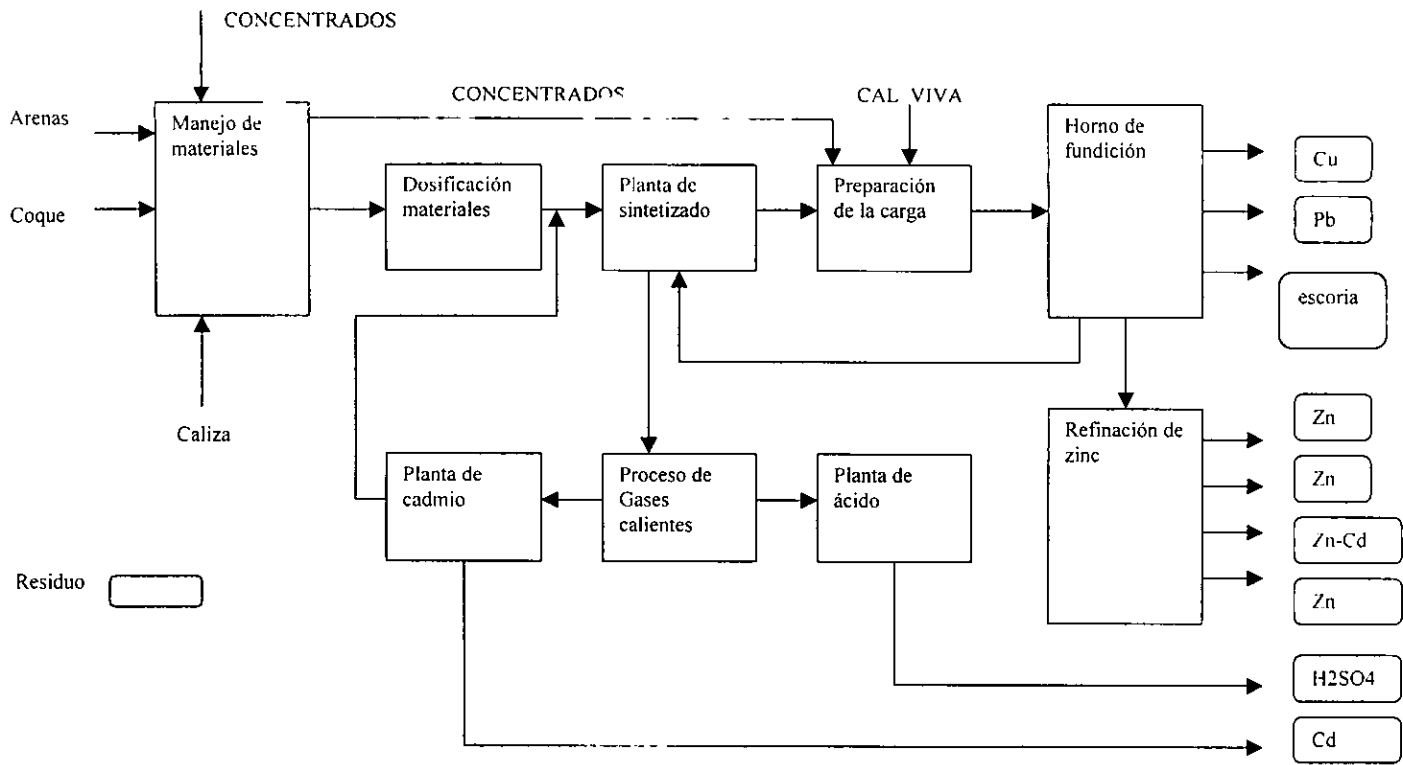 CONCENTRADOS
Arenas
Coque
Manejo de
materiales
Caliza
CONCENTRADOS
CAL VIVA
Dosificación
materiales
Planta de
sintetizado
Preparación
de la carga
Horno de
fundición
Cu
Pb
escoria
Planta de
cadmio
Proceso de
Gases
calientes
Planta de
ácido
Refinación de
zinc
Zn
Zn
Zn-Cd
Zn
Residuo
H2SO4
Cd